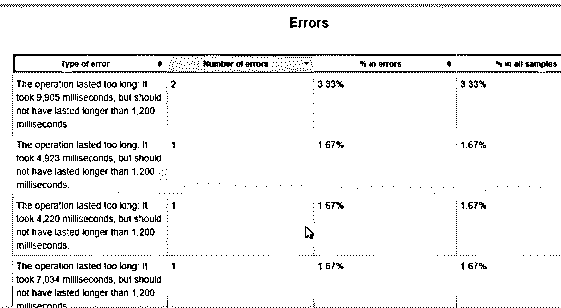 Errors
Type of error Number of errors % in errors % in all samples
The operation lasted too long: It 2 3.33% 3.33%
took 9,905 milliseconds, but should
not have lasted longer than 1,200
milliseconds.
The operation lasted too long: It 1 1.67% 1.67%
took 4,923 milliseconds, but should
not have lasted longer than 1,200
milliseconds.
The operation lasted too long: It 1 1.67% 1.67%
took 4,220 milliseconds, but should
not have lasted longer than 1,200
milliseconds.
The operation lasted too long: It 1 1.67% 1.67%
took 7,034 milliseconds, but should
not have lasted longer than 1,200
milliseconds.